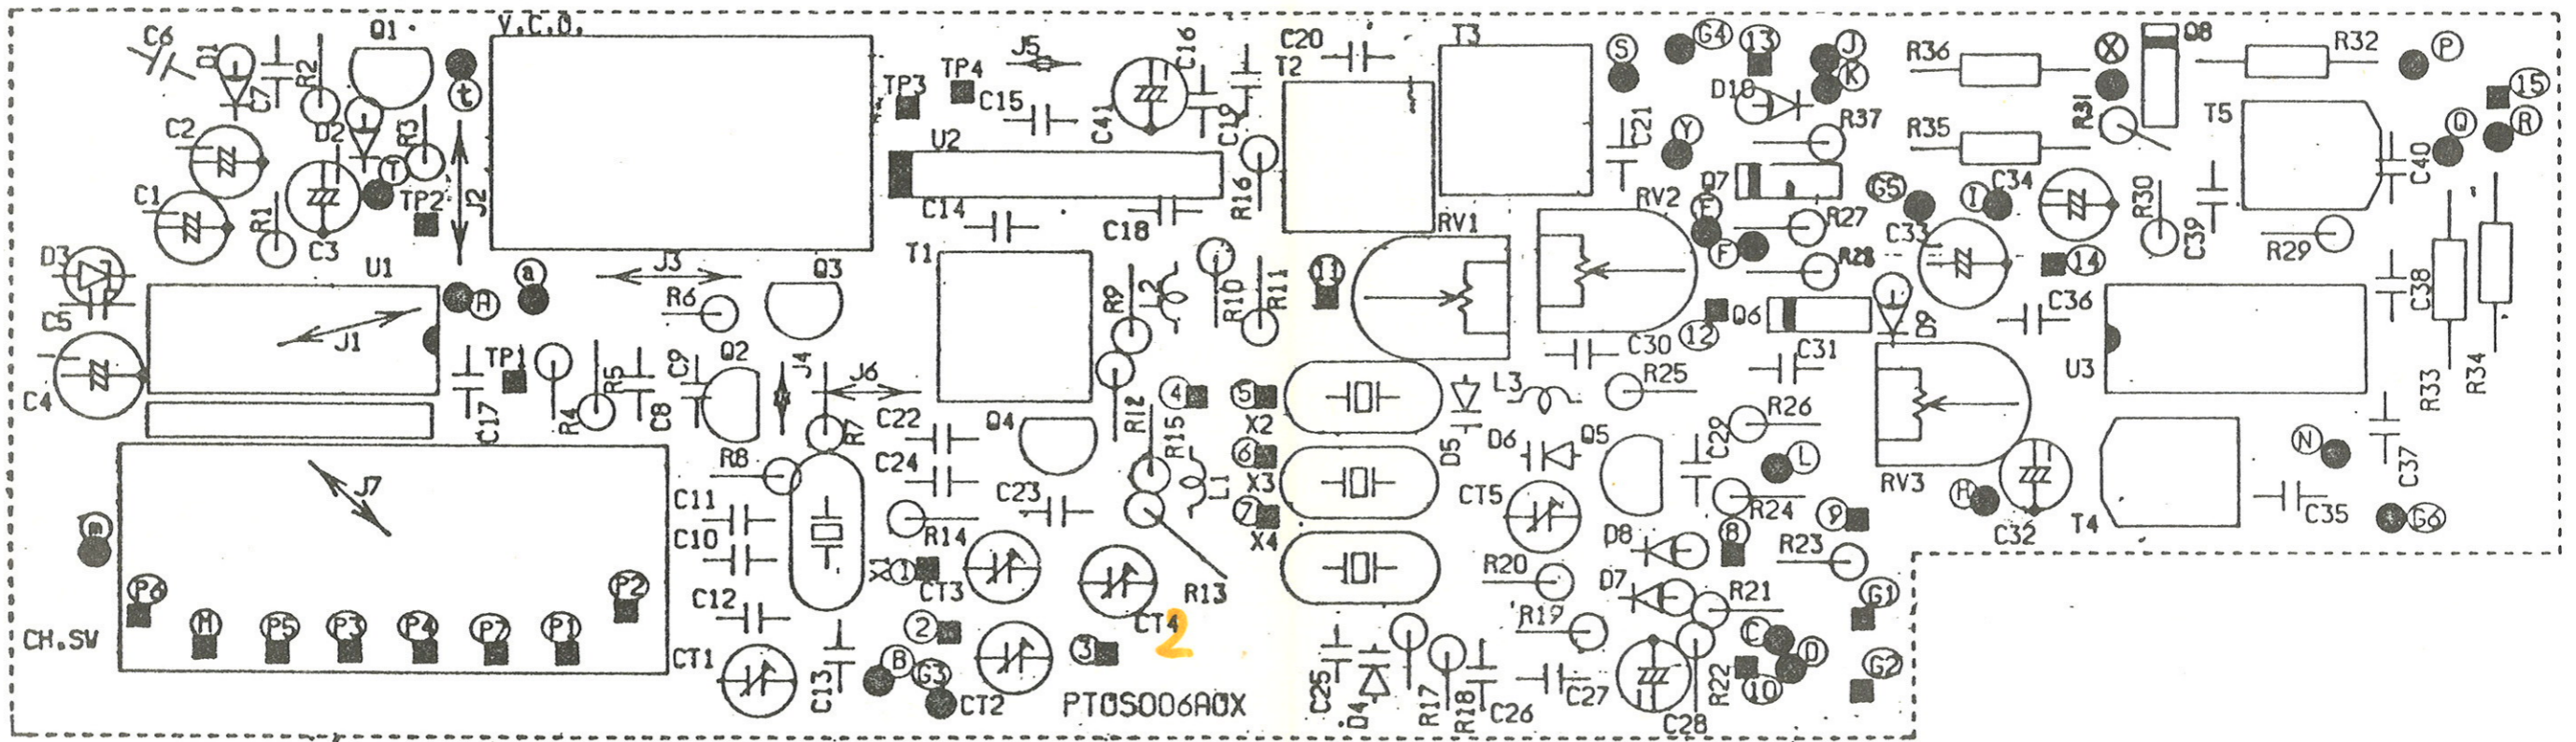 C6 D1 Q1 V.C.O. J5 C16 C20 T3 S G4 13 J R36 X Q8 R32 P
C7 R2 t TP3 TP4 C15 C41 C19 T2 K D10 15
C2 D2 R3 U2 C21 Y R37 R35 R31 T5 Q R
C1 R1 T TP2 J2 C14 C18 R16 RV1 RV2 Q7 F R27 G5 I C34 R30 C39 C40
D3 C3 U1 a J3 Q3 T1 L2 R10 R11 11 F R28 C33 14 R29
C5 A R6 R9 12 Q6 D9 C36 C38
C4 J1 TP1 C9 Q2 J4 J6 C30 C31 U3 R33 R34
C17 R4 R5 C8 R7 C22 Q4 R12 R15 4 5 X2 D5 L3 R25 R26
J7 R8 C24 6 X3 D6 Q5 C29 L N C37
m C11 C23 L1 7 X4 CT5 R24 9 RV3 H C32 T4 C35 G6
C10 R14 D8 8 R23
P6 P2 X1 1 CT3 R13 R20 D7 R21 G1
M P5 P3 P4 P7 P1 C12 2 CT4 2 R19 C D
CH.SW CT1 C13 B G3 CT2 3 PTOS006A0X C25 D4 R17 R18 C26 C27 C28 R22 10 G2